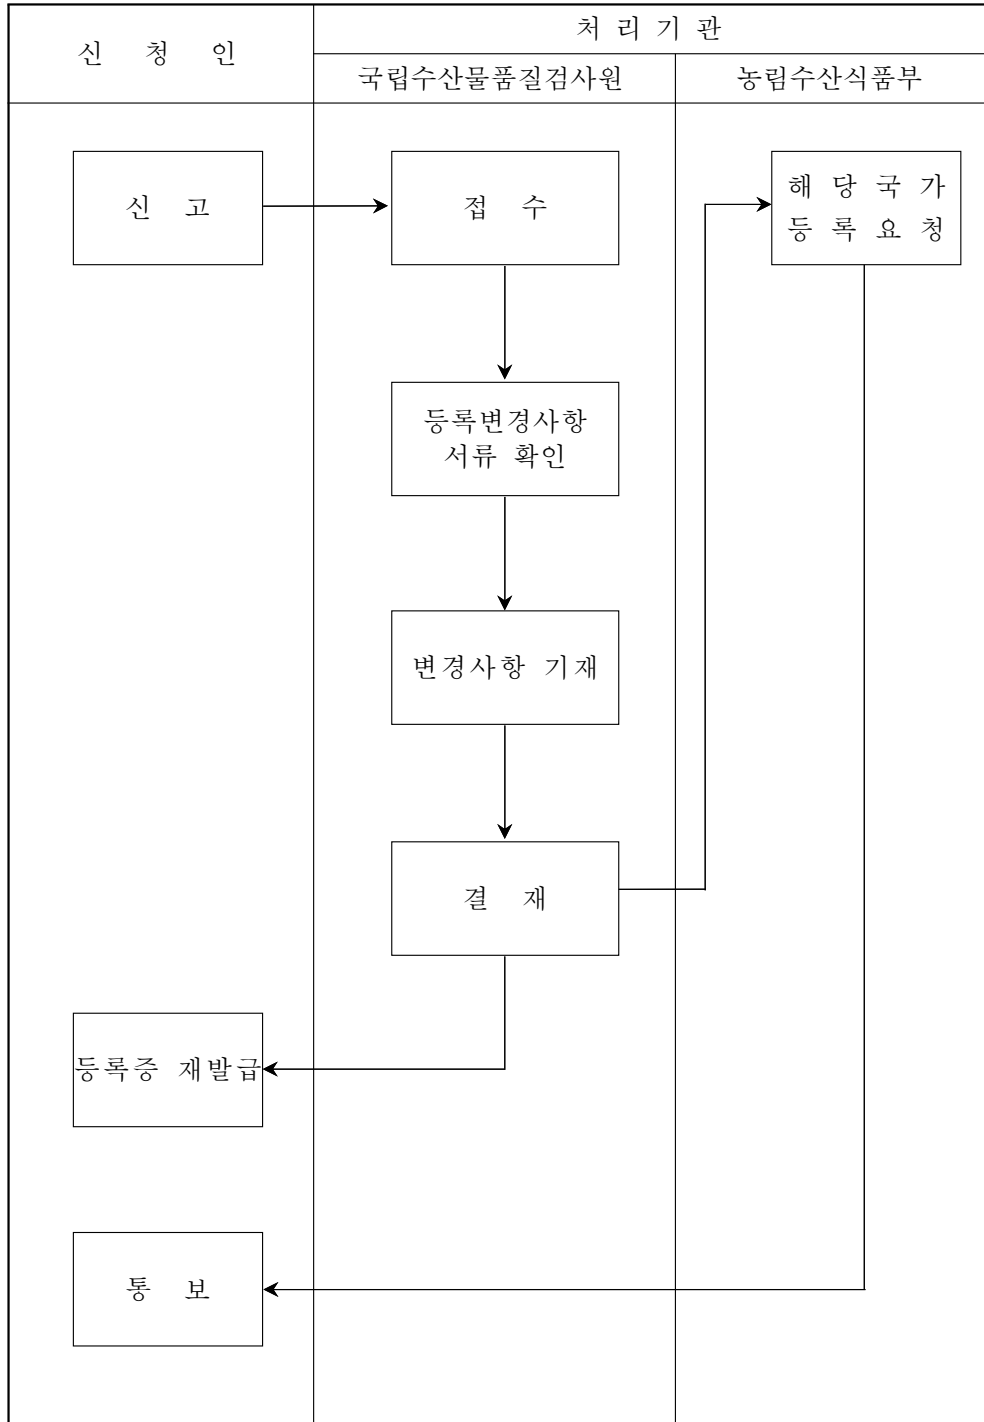 신 청 인
처 리 기 관
국립수산물품질검사원
농림수산식품부
신 고
접 수
해 당 국 가
등 록 요 청
등록변경사항
서류 확인
변경사항 기재
결 재
등록증 재발급
통 보